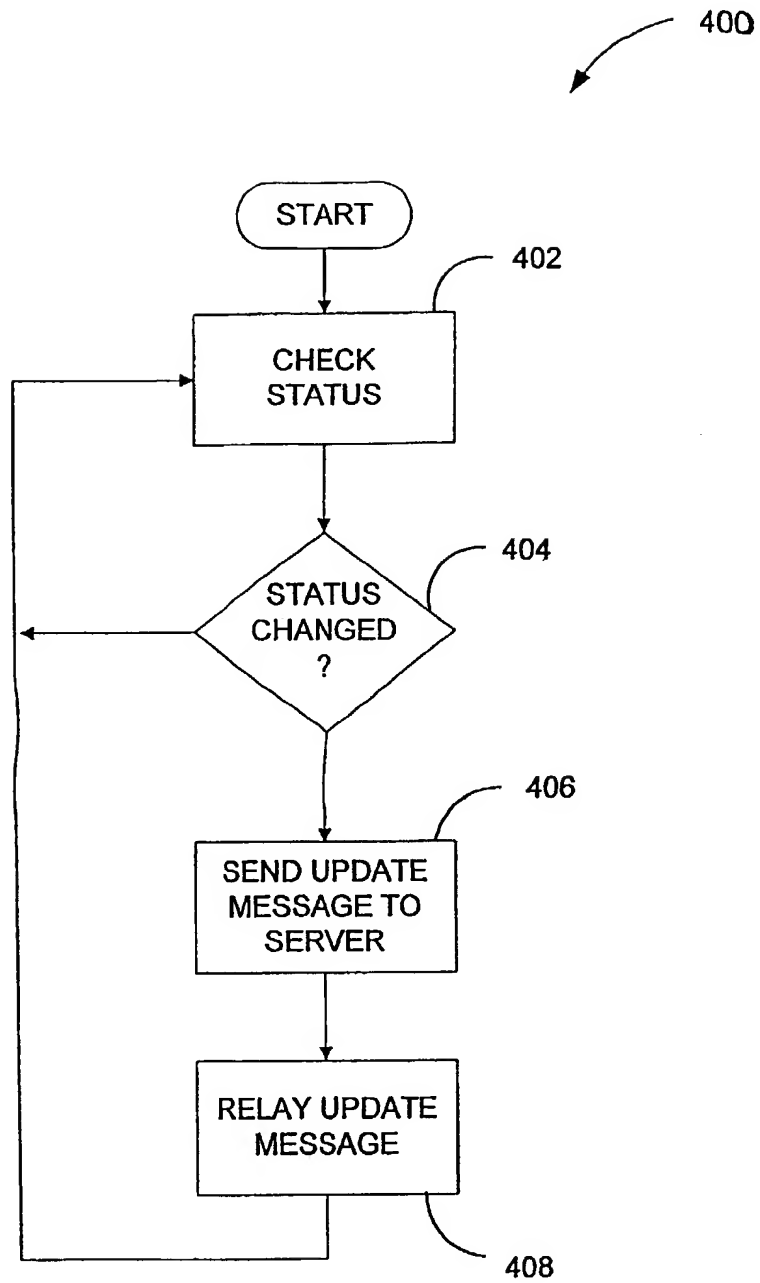 400
START
402
CHECK
STATUS
404
STATUS
CHANGED
?
406
SEND UPDATE
MESSAGE TO
SERVER
RELAY UPDATE
MESSAGE
408